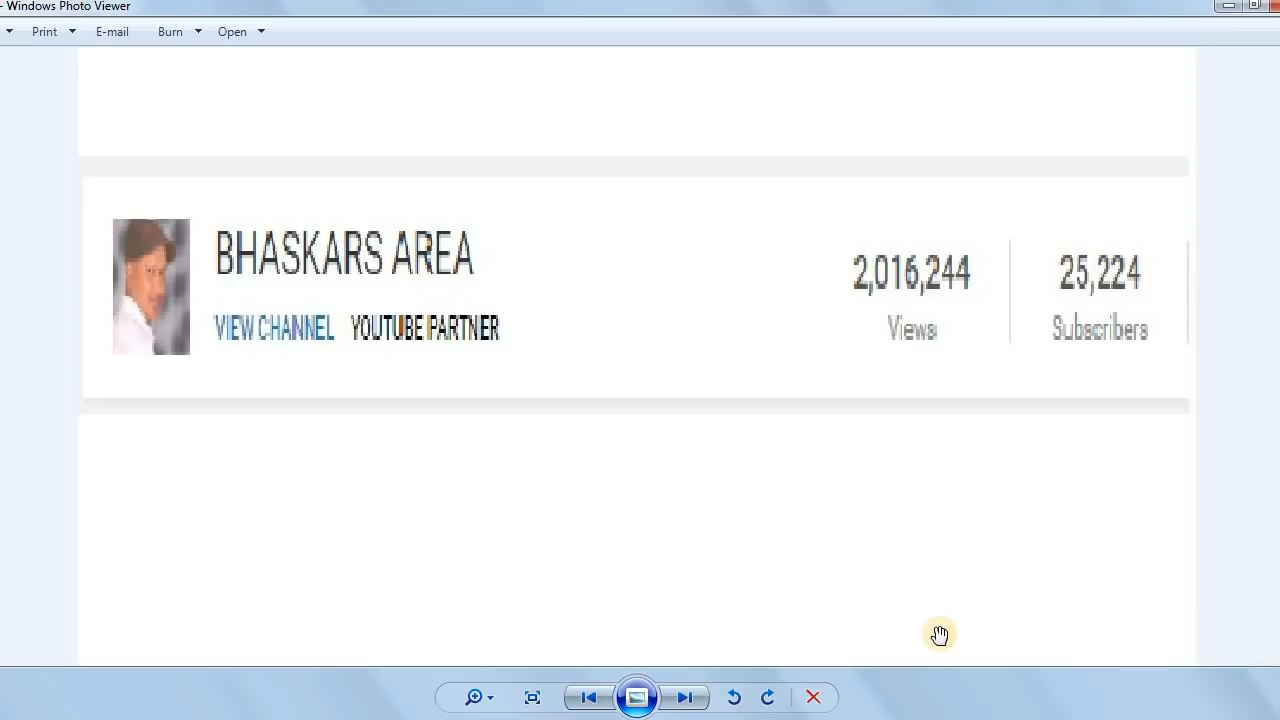 - Windows Photo Viewer
Print E-mail Burn Open
BHASKARS AREA
VIEW CHANNEL YOUTUBE PARTNER
2,016,244
Views
25,224
Subscribers